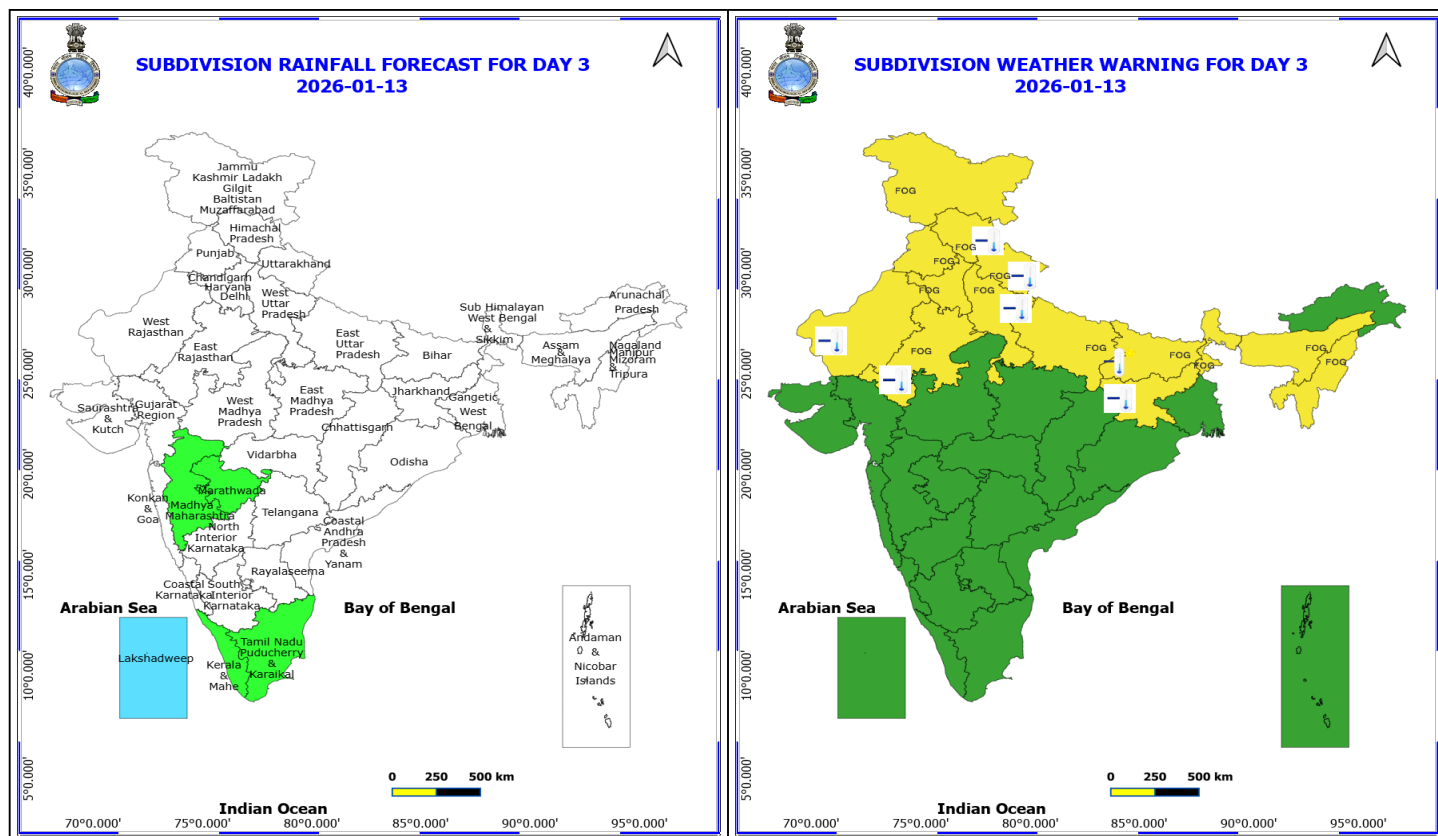 SUBDIVISION RAINFALL FORECAST FOR DAY 3
2026-01-13
40°0.000'
35°0.000'
30°0.000'
25°0.000'
20°0.000'
15°0.000'
10°0.000'
5°0.000'
Jammu
Kashmir Ladakh
Gilgit
Baltistan
Muzaffarabad
Himachal
Pradesh
Punjab
Uttarakhand
Chandigarh
Haryana
Delhi
West
Uttar
Pradesh
West
Rajasthan
East
Rajasthan
East
Uttar
Pradesh
Bihar
Sub Himalayan
West Bengal
&
Sikkim
Arunachal
Pradesh
Assam
&
Meghalaya
Nagaland
Manipur
Mizoram
&
Tripura
Saurashtra
&
Kutch
Gujarat
Region
West
Madhya
Pradesh
East
Madhya
Pradesh
Jharkhand
Gangetic
West
Bengal
Chhattisgarh
Vidarbha
Odisha
Konkan
&
Goa
Madhya
Maharashtra
Marathwada
Telangana
North
Interior
Karnataka
Coastal
Andhra
Pradesh
&
Yanam
Rayalaseema
Coastal
Karnataka
South
Interior
Karnataka
Arabian Sea
Bay of Bengal
Lakshadweep
Kerala
&
Mahe
Tamil Nadu
Puducherry
&
Karaikal
Andaman
&
Nicobar
Islands
0 250 500 km
Indian Ocean
70°0.000' 75°0.000' 80°0.000' 85°0.000' 90°0.000' 95°0.000'
SUBDIVISION WEATHER WARNING FOR DAY 3
2026-01-13
40°0.000'
35°0.000'
30°0.000'
25°0.000'
20°0.000'
15°0.000'
10°0.000'
5°0.000'
FOG
FOG
FOG
FOG
FOG
FOG
FOG
FOG
FOG
FOG
FOG
FOG
Arabian Sea
Bay of Bengal
0 250 500 km
Indian Ocean
70°0.000' 75°0.000' 80°0.000' 85°0.000' 90°0.000' 95°0.000'